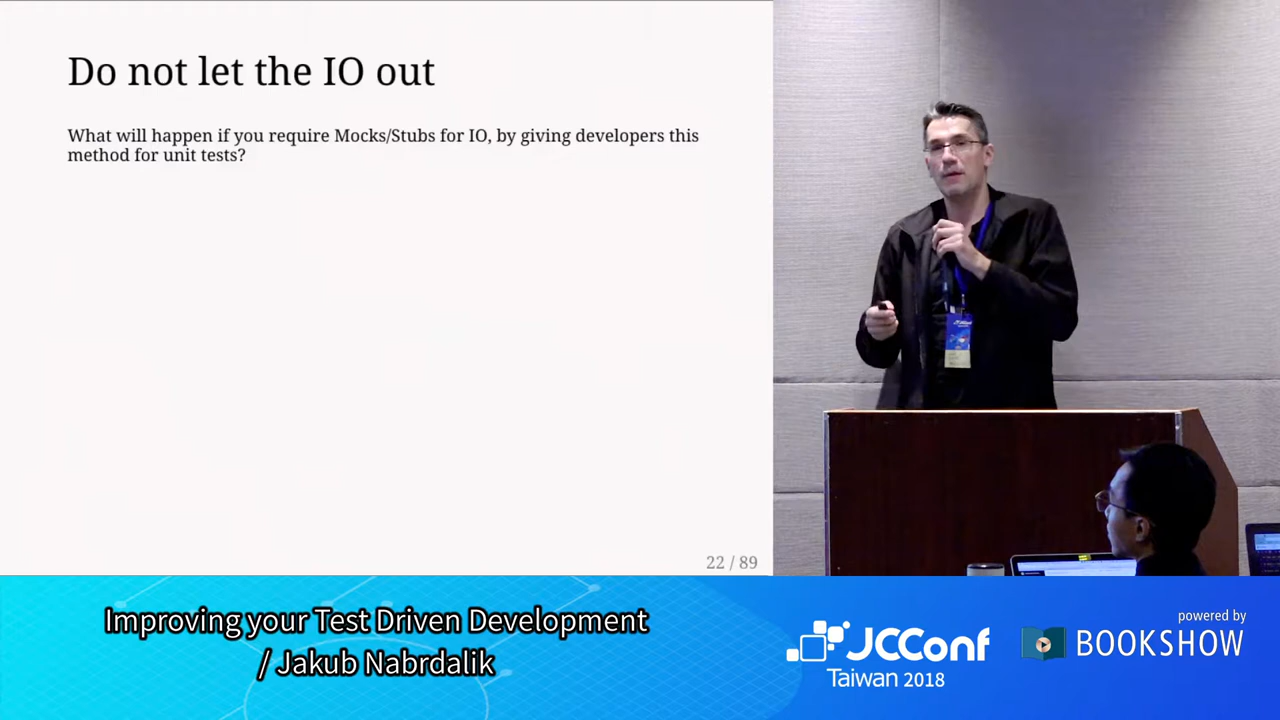 Do not let the IO out
What will happen if you require Mocks/Stubs for IO, by giving developers this
method for unit tests?
22 / 89
Improving your Test Driven Development
/ Jakub Nabrdalik
JCConf
Taiwan 2018
powered by
BOOKSHOW